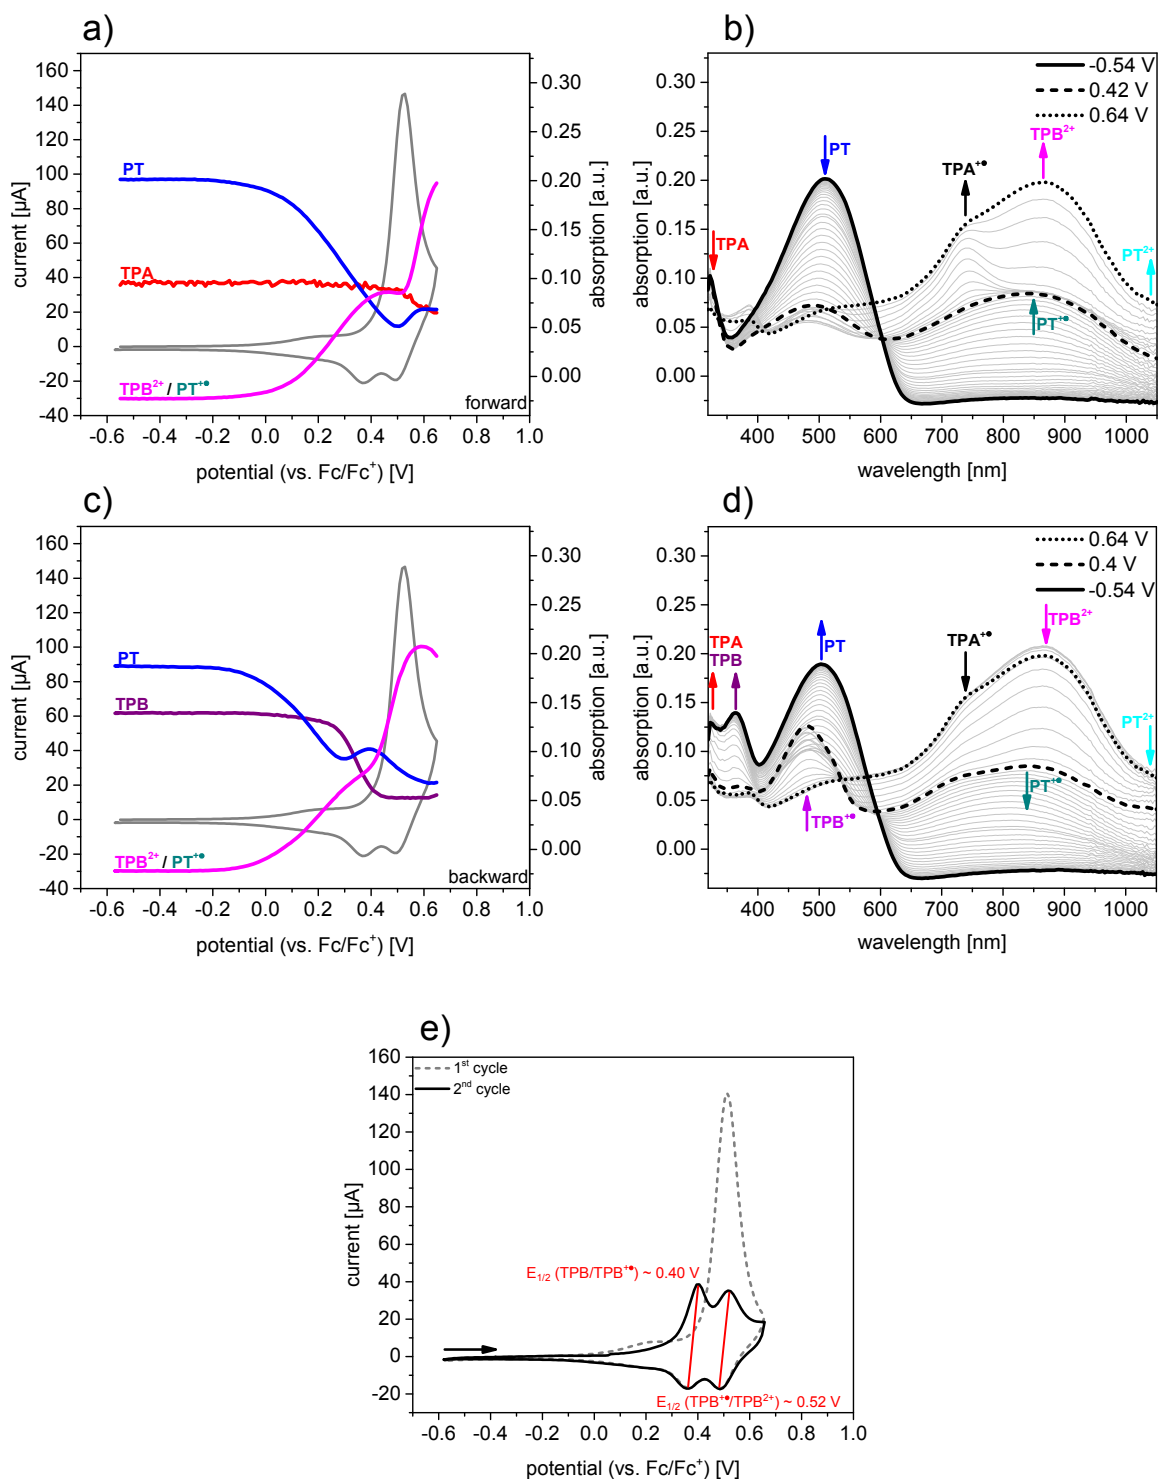 a)
160
140
120
100
80
60
40
20
0
-20
-40
current [µA]
0.30
0.25
0.20
0.15
0.10
0.05
0.00
absorption [a.u.]
PT
TPA
TPB²⁺ / PT⁺•
forward
-0.6 -0.4 -0.2 0.0 0.2 0.4 0.6 0.8 1.0
potential (vs. Fc/Fc⁺) [V]
b)
-0.54 V
0.42 V
0.64 V
0.30
0.25
0.20
0.15
0.10
0.05
0.00
absorption [a.u.]
TPB²⁺
PT
TPA⁺•
TPA
PT²⁺
PT⁺•
400 500 600 700 800 900 1000
wavelength [nm]
c)
160
140
120
100
80
60
40
20
0
-20
-40
current [µA]
0.30
0.25
0.20
0.15
0.10
0.05
0.00
absorption [a.u.]
PT
TPB
TPB²⁺ / PT⁺•
backward
-0.6 -0.4 -0.2 0.0 0.2 0.4 0.6 0.8 1.0
potential (vs. Fc/Fc⁺) [V]
d)
0.64 V
0.4 V
-0.54 V
0.30
0.25
0.20
0.15
0.10
0.05
0.00
absorption [a.u.]
TPB²⁺
TPA
TPB
PT
TPA⁺•
PT²⁺
PT⁺•
TPB⁺•
400 500 600 700 800 900 1000
wavelength [nm]
e)
1st cycle
2nd cycle
160
140
120
100
80
60
40
20
0
-20
current [µA]
E1/2 (TPB/TPB⁺•) ~ 0.40 V
E1/2 (TPB⁺•/TPB²⁺) ~ 0.52 V
-0.6 -0.4 -0.2 0.0 0.2 0.4 0.6 0.8 1.0
potential (vs. Fc/Fc⁺) [V]